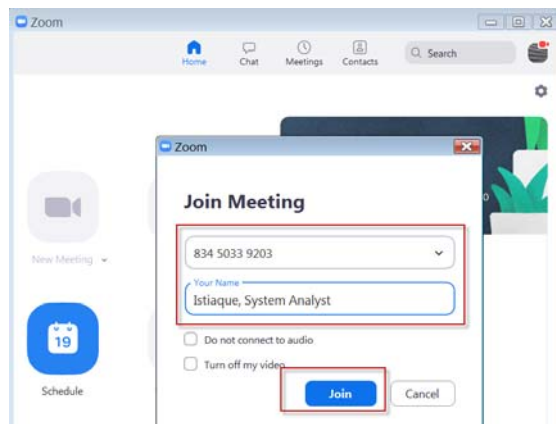 Zoom
Home Chat Meetings Contacts Search
Zoom
Join Meeting
834 5033 9203
Your Name
Istiaque, System Analyst
Do not connect to audio
Turn off my video
Join Cancel
New Meeting
19
Schedule